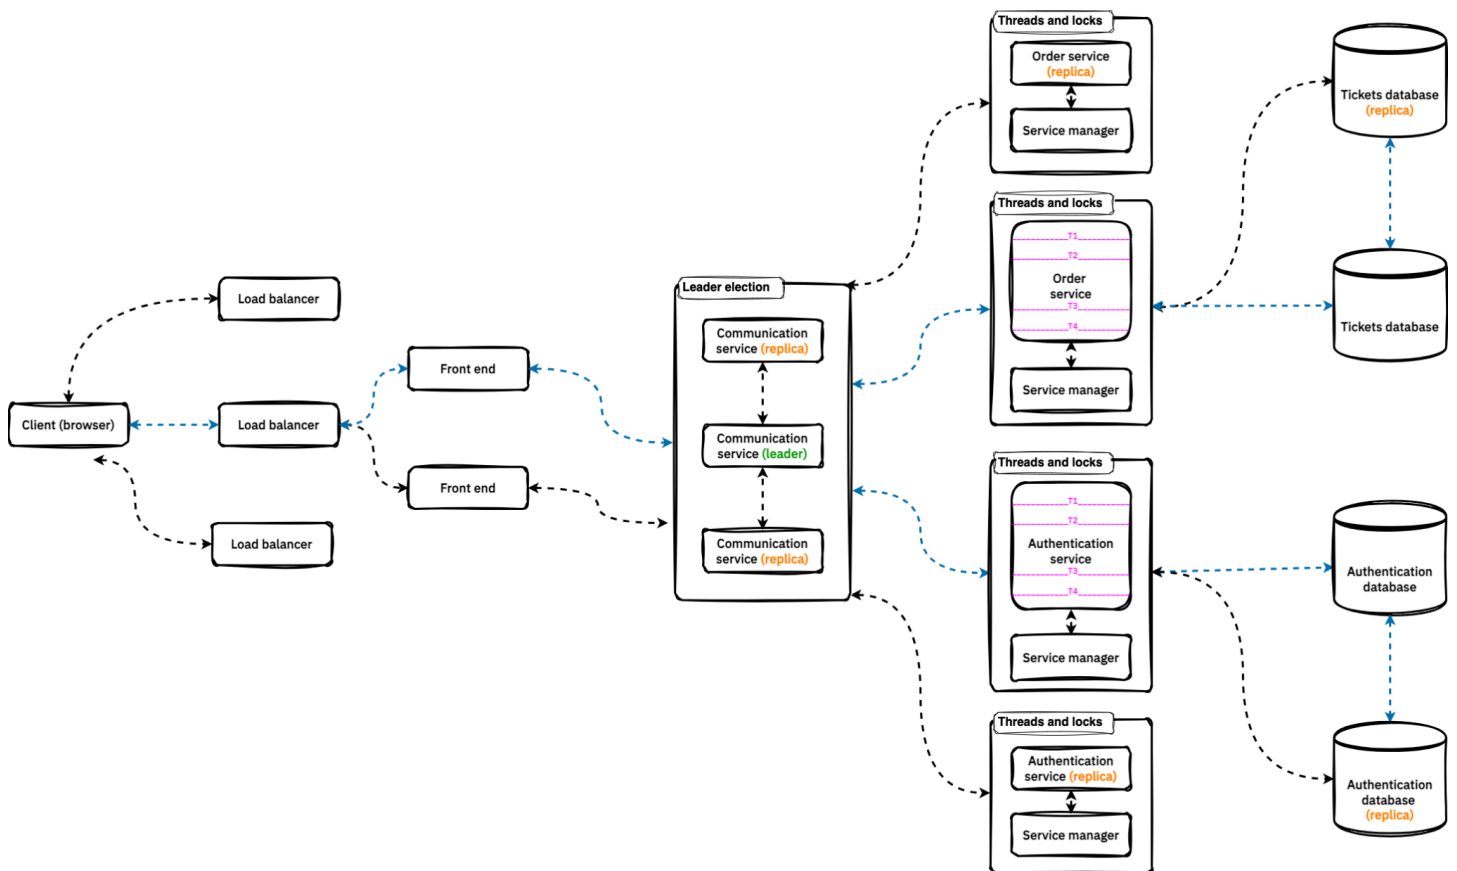 Threads and locks
Order service
(replica)
Service manager
Tickets database
(replica)
Threads and locks
T1
T2
Order
service
T3
T4
Service manager
Tickets database
Leader election
Communication
service (replica)
Communication
service (leader)
Communication
service (replica)
Load balancer
Front end
Client (browser)
Load balancer
Front end
Load balancer
Threads and locks
T1
T2
Authentication
service
T3
T4
Service manager
Authentication
database
Threads and locks
Authentication
service (replica)
Service manager
Authentication
database
(replica)